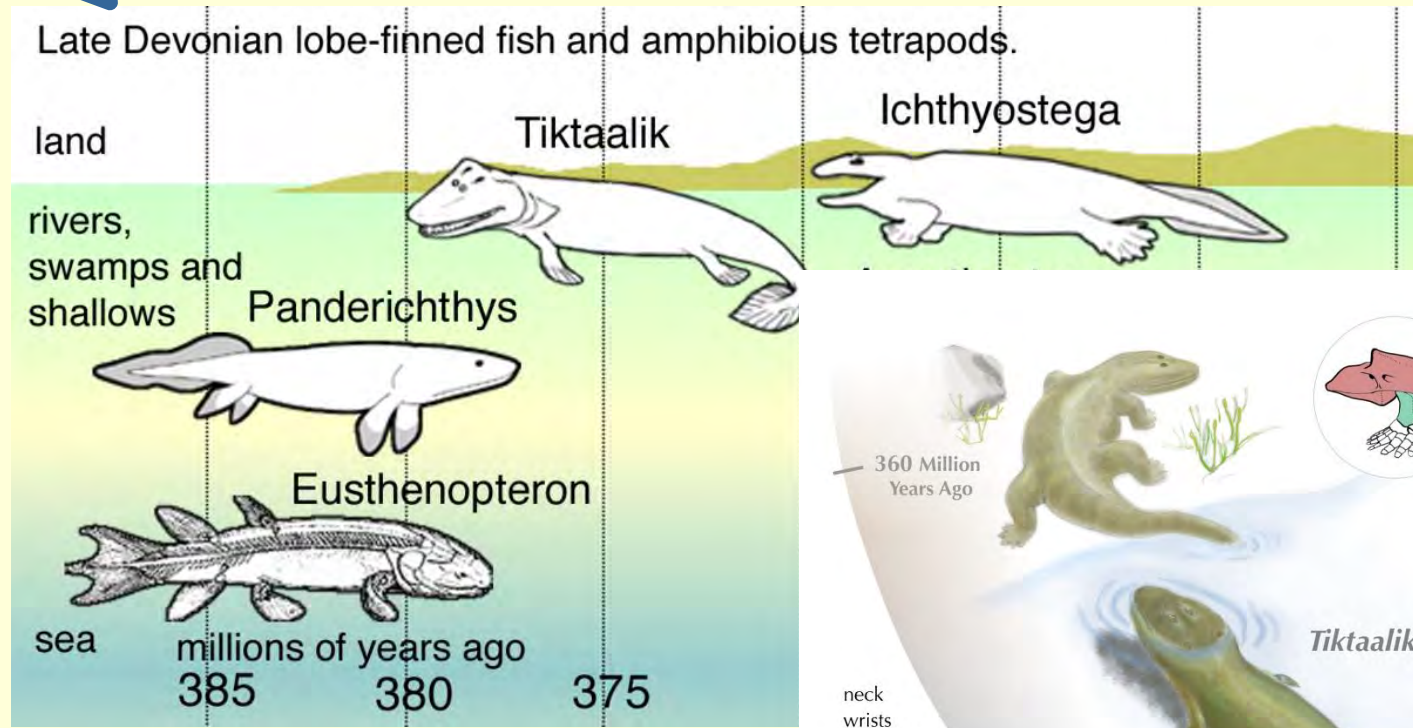 Late Devonian lobe-finned fish and amphibious tetrapods.
land
Tiktaalik
Ichthyostega
rivers,
swamps and
shallows
Panderichthys
Eusthenopteron
sea
millions of years ago
385 380 375
360 Million
Years Ago
Tiktaalik
neck
wrists